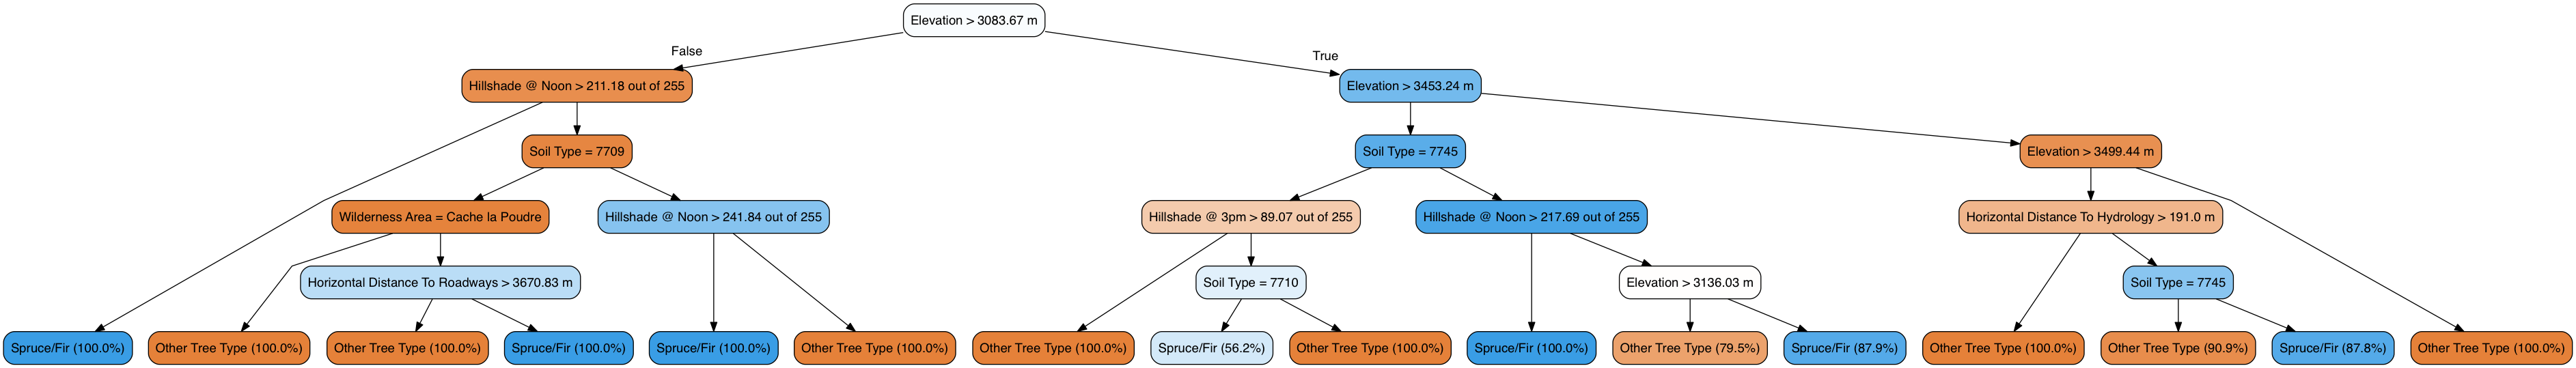 Elevation > 3083.67 m
False
True
Hillshade @ Noon > 211.18 out of 255
Elevation > 3453.24 m
Soil Type = 7709
Soil Type = 7745
Elevation > 3499.44 m
Wilderness Area = Cache la Poudre
Hillshade @ Noon > 241.84 out of 255
Hillshade @ 3pm > 89.07 out of 255
Hillshade @ Noon > 217.69 out of 255
Horizontal Distance To Hydrology > 191.0 m
Horizontal Distance To Roadways > 3670.83 m
Soil Type = 7710
Elevation > 3136.03 m
Soil Type = 7745
Spruce/Fir (100.0%)
Other Tree Type (100.0%)
Other Tree Type (100.0%)
Spruce/Fir (100.0%)
Spruce/Fir (100.0%)
Other Tree Type (100.0%)
Other Tree Type (100.0%)
Spruce/Fir (56.2%)
Other Tree Type (100.0%)
Spruce/Fir (100.0%)
Other Tree Type (79.5%)
Spruce/Fir (87.9%)
Other Tree Type (100.0%)
Other Tree Type (90.9%)
Spruce/Fir (87.8%)
Other Tree Type (100.0%)